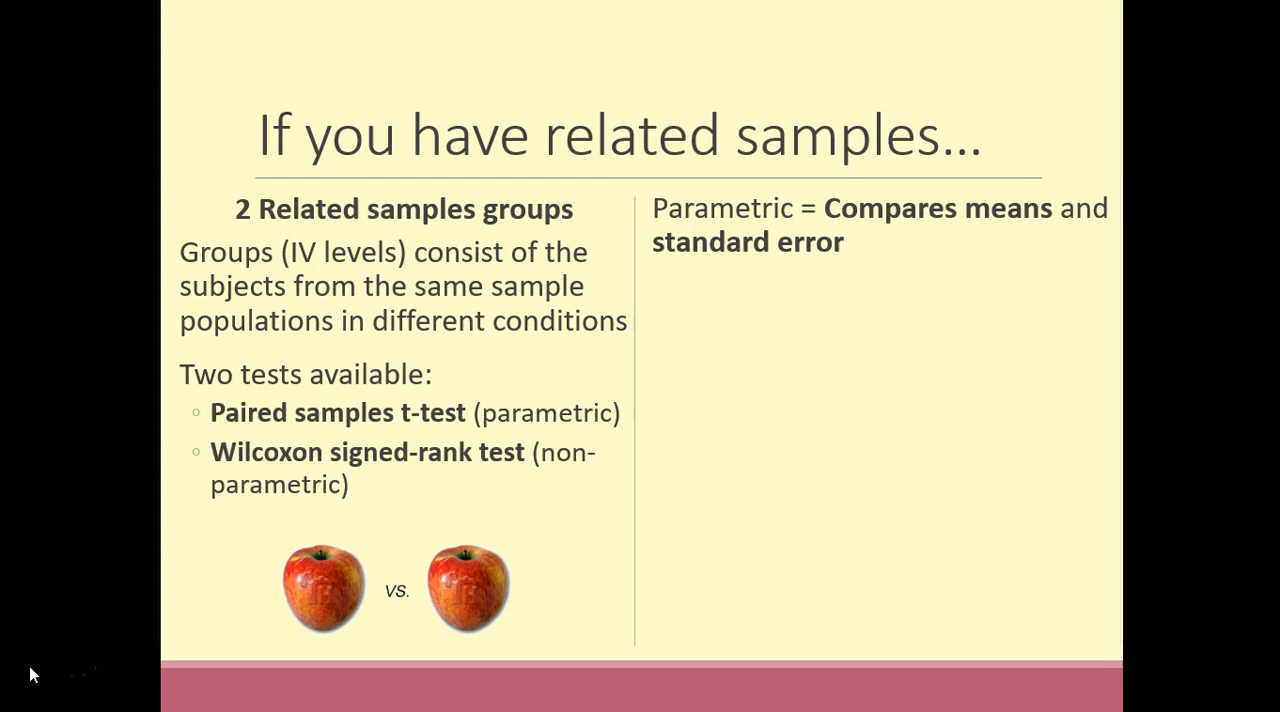 If you have related samples...
2 Related samples groups
Groups (IV levels) consist of the
subjects from the same sample
populations in different conditions
Two tests available:
◦ Paired samples t-test (parametric)
◦ Wilcoxon signed-rank test (non-
parametric)
vs.
Parametric = Compares means and
standard error